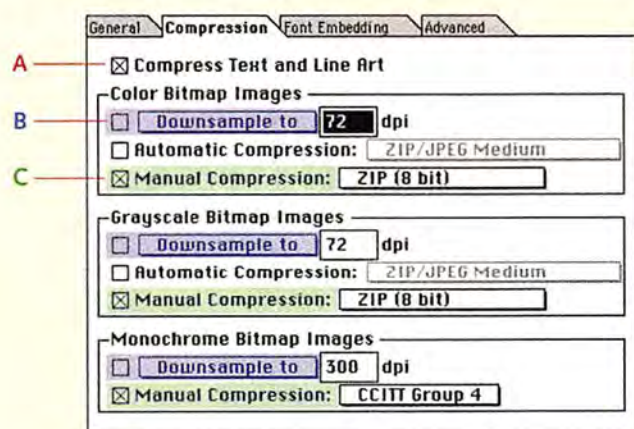 General Compression Font Embedding Advanced
A Compress Text and Line Art
Color Bitmap Images
B Downsample to 72 dpi
Automatic Compression: ZIP/JPEG Medium
C Manual Compression: ZIP (8 bit)
Grayscale Bitmap Images
Downsample to 72 dpi
Automatic Compression: ZIP/JPEG Medium
Manual Compression: ZIP (8 bit)
Monochrome Bitmap Images
Downsample to 300 dpi
Manual Compression: CCITT Group 4